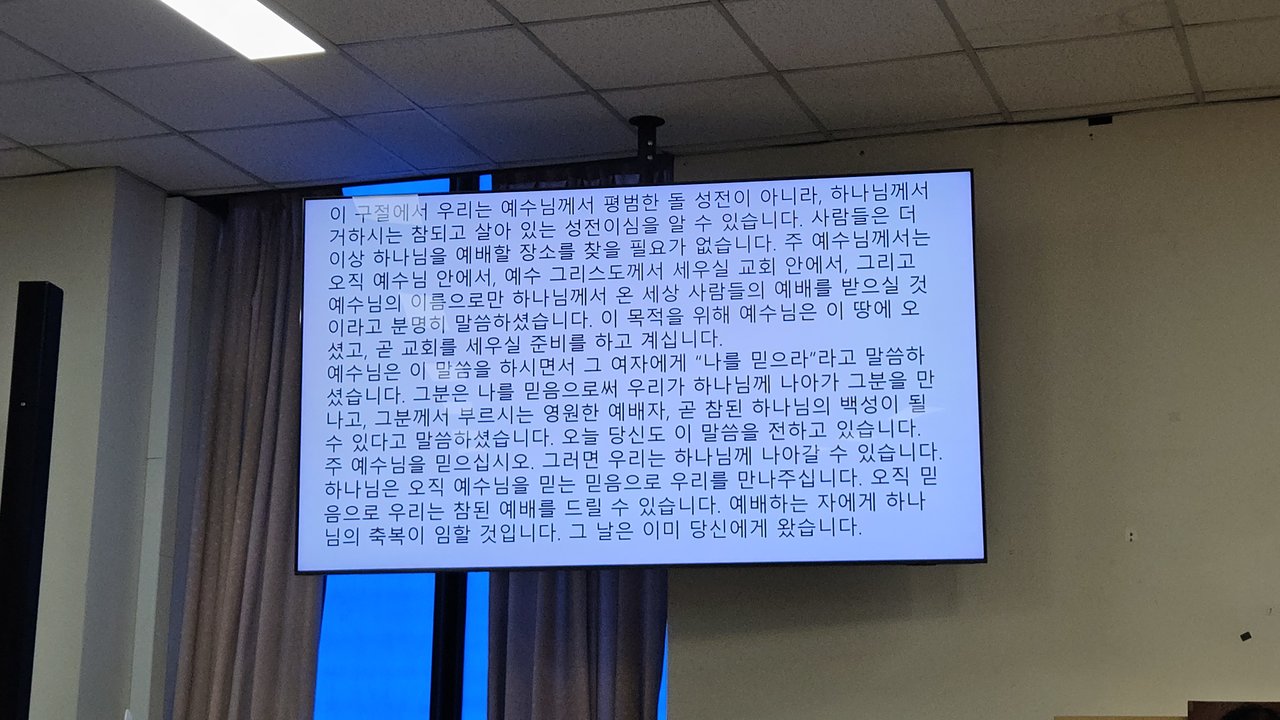 이 구절에서 우리는 예수님께서 평범한 돌 성전이 아니라, 하나님께서
거하시는 참되고 살아 있는 성전이심을 알 수 있습니다. 사람들은 더
이상 하나님을 예배할 장소를 찾을 필요가 없습니다. 주 예수님께서는
오직 예수님 안에서, 예수 그리스도께서 세우실 교회 안에서, 그리고
예수님의 이름으로만 하나님께서 온 세상 사람들의 예배를 받으실 것
이라고 분명히 말씀하셨습니다. 이 목적을 위해 예수님은 이 땅에 오
셨고, 곧 교회를 세우실 준비를 하고 계십니다.
예수님은 이 말씀을 하시면서 그 여자에게 “나를 믿으라”라고 말씀하
셨습니다. 그분은 나를 믿음으로써 우리가 하나님께 나아가 그분을 만
나고, 그분께서 부르시는 영원한 예배자, 곧 참된 하나님의 백성이 될
수 있다고 말씀하셨습니다. 오늘 당신도 이 말씀을 전하고 있습니다.
주 예수님을 믿으십시오. 그러면 우리는 하나님께 나아갈 수 있습니다.
하나님은 오직 예수님을 믿는 믿음으로 우리를 만나주십니다. 오직 믿
음으로 우리는 참된 예배를 드릴 수 있습니다. 예배하는 자에게 하나
님의 축복이 임할 것입니다. 그 날은 이미 당신에게 왔습니다.